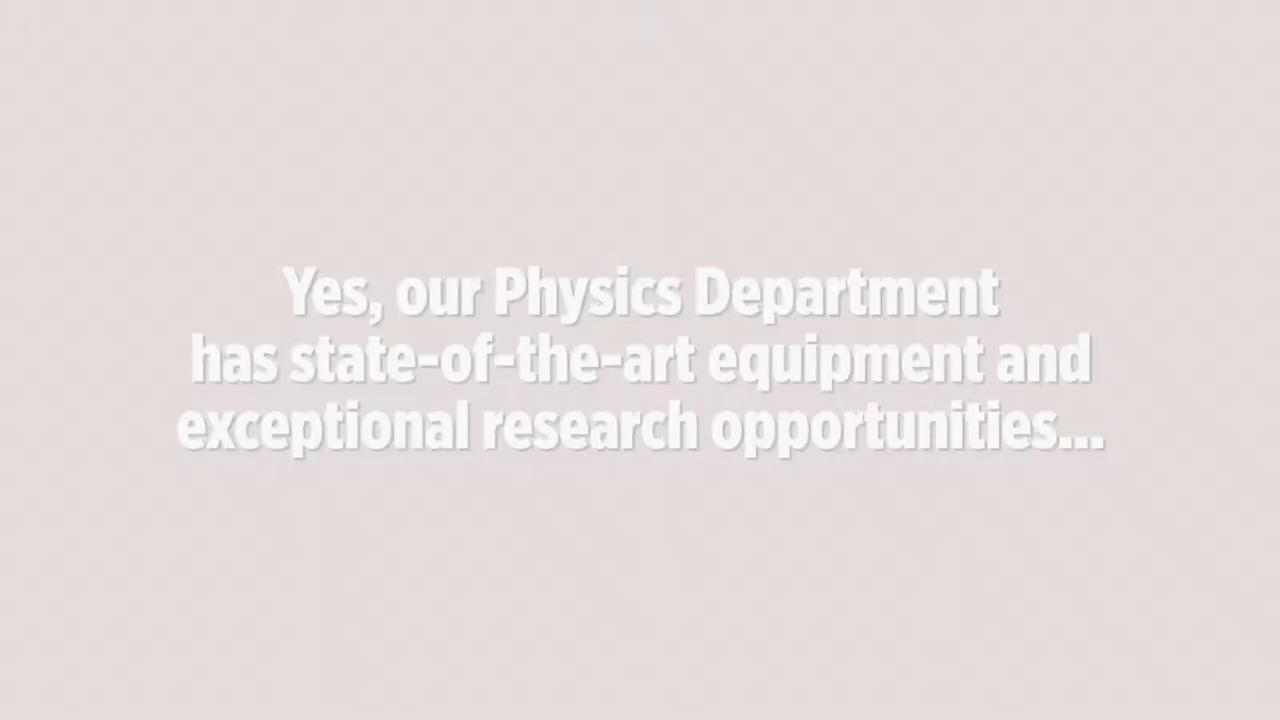 Yes, our Physics Department
has state-of-the-art equipment and
exceptional research opportunities...